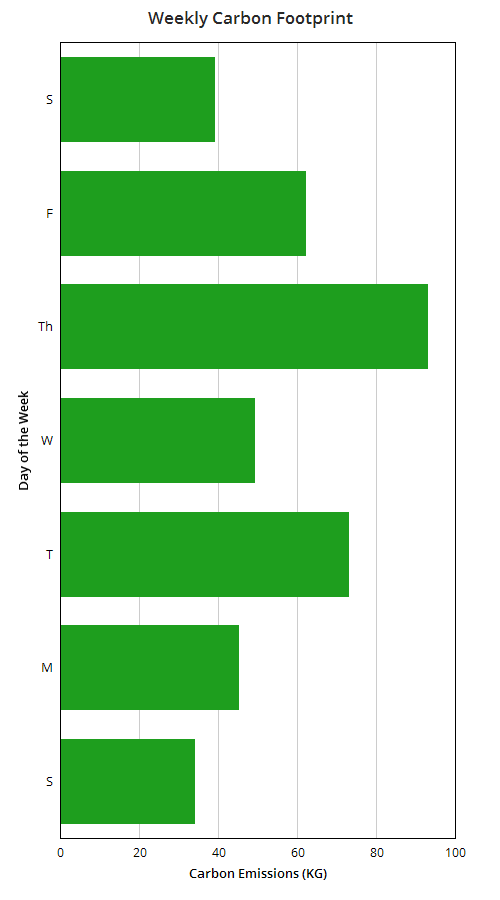 Weekly Carbon Footprint
S
F
Th
W
T
M
S
Day of the Week
0 20 40 60 80 100
Carbon Emissions (KG)